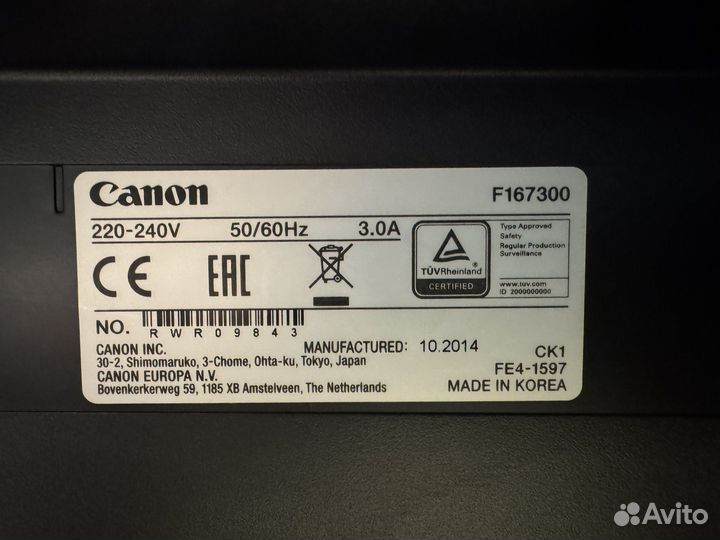 Canon F167300
220-240V 50/60Hz 3.0A
CE EAC
TÜVRheinland
CERTIFIED
Type Approved
Safety
Regular Production
Surveillance
www.tuv.com
ID 2000000000
NO. RWR09843
CANON INC. MANUFACTURED: 10.2014
30-2, Shimomaruko, 3-Chome, Ohta-ku, Tokyo, Japan
CANON EUROPA N.V.
Bovenkerkerweg 59, 1185 XB Amstelveen, The Netherlands
CK1
FE4-1597
MADE IN KOREA
Avito